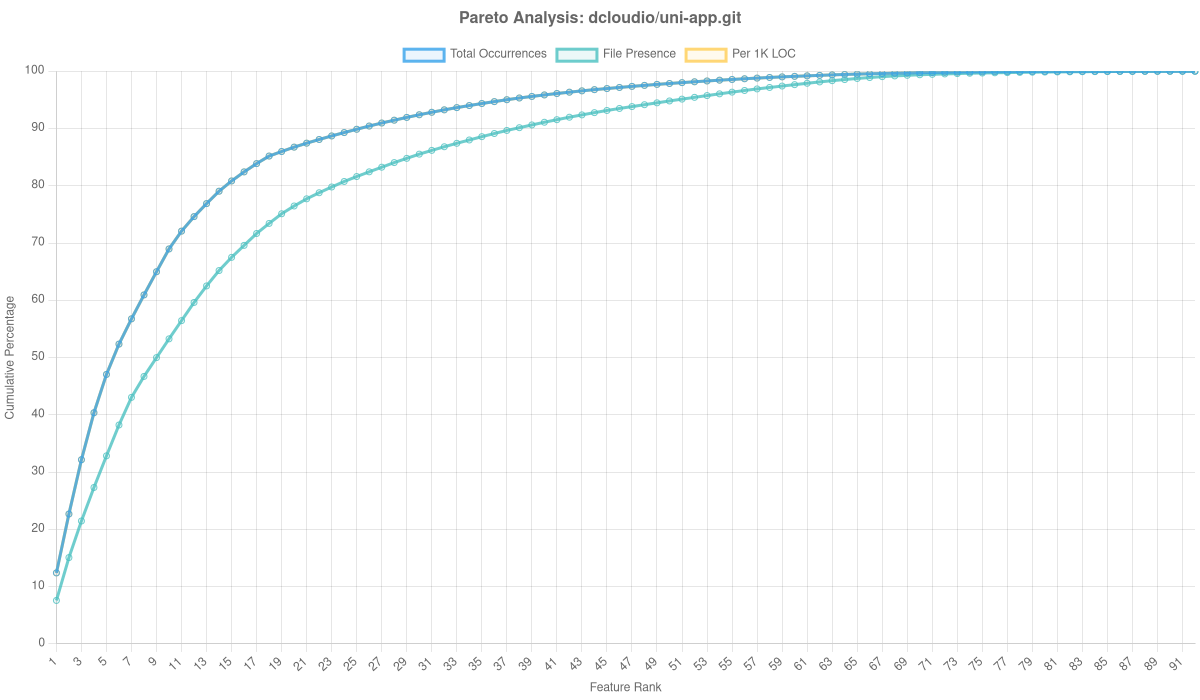 Pareto Analysis: dcloudio/uni-app.git
Total Occurrences File Presence Per 1K LOC
100
90
80
70
60
50
40
30
20
10
0
Cumulative Percentage
1 3 5 7 9 11 13 15 17 19 21 23 25 27 29 31 33 35 37 39 41 43 45 47 49 51 53 55 57 59 61 63 65 67 69 71 73 75 77 79 81 83 85 87 89 91
Feature Rank